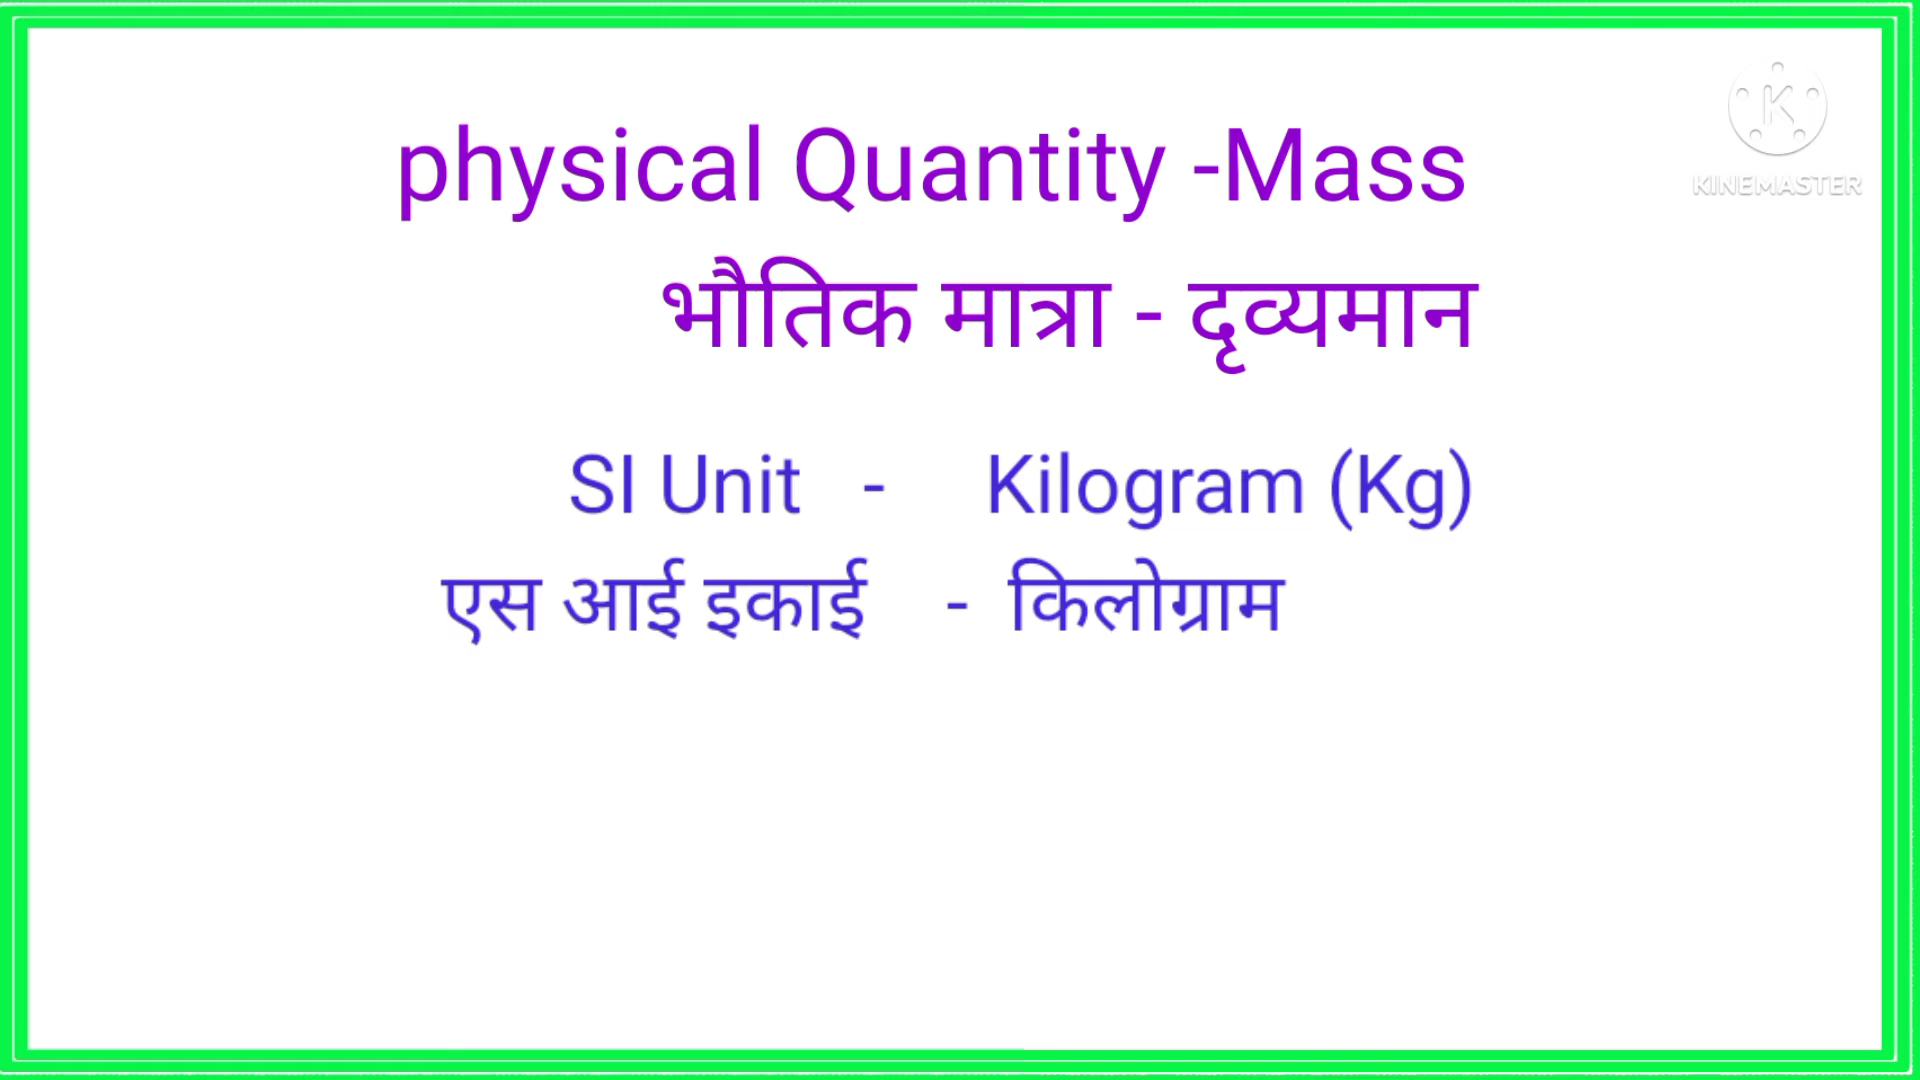 physical Quantity -Mass
भौतिक मात्रा - दृव्यमान
SI Unit - Kilogram (Kg)
एस आई इकाई - किलोग्राम
K
KINEMASTER